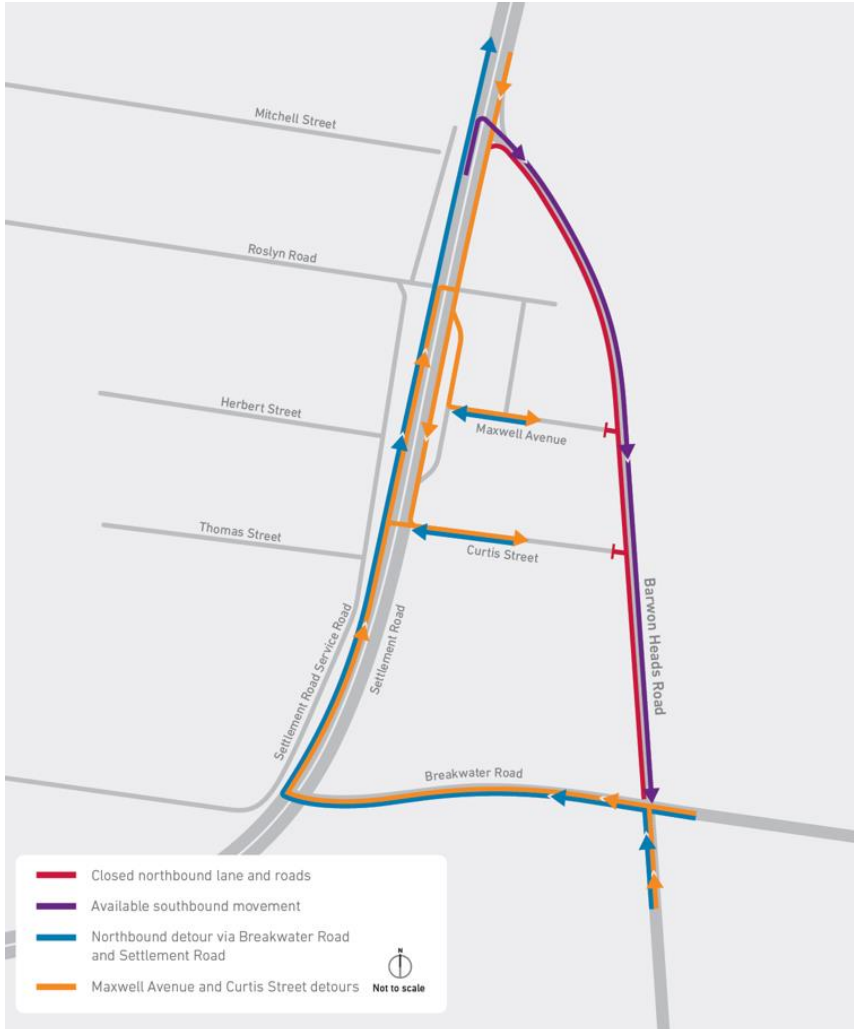 Mitchell Street
Roslyn Road
Herbert Street
Maxwell Avenue
Thomas Street
Curtis Street
Settlement Road Service Road
Settlement Road
Barwon Heads Road
Breakwater Road
Closed northbound lane and roads
Available southbound movement
Northbound detour via Breakwater Road
and Settlement Road
Maxwell Avenue and Curtis Street detours
N
Not to scale